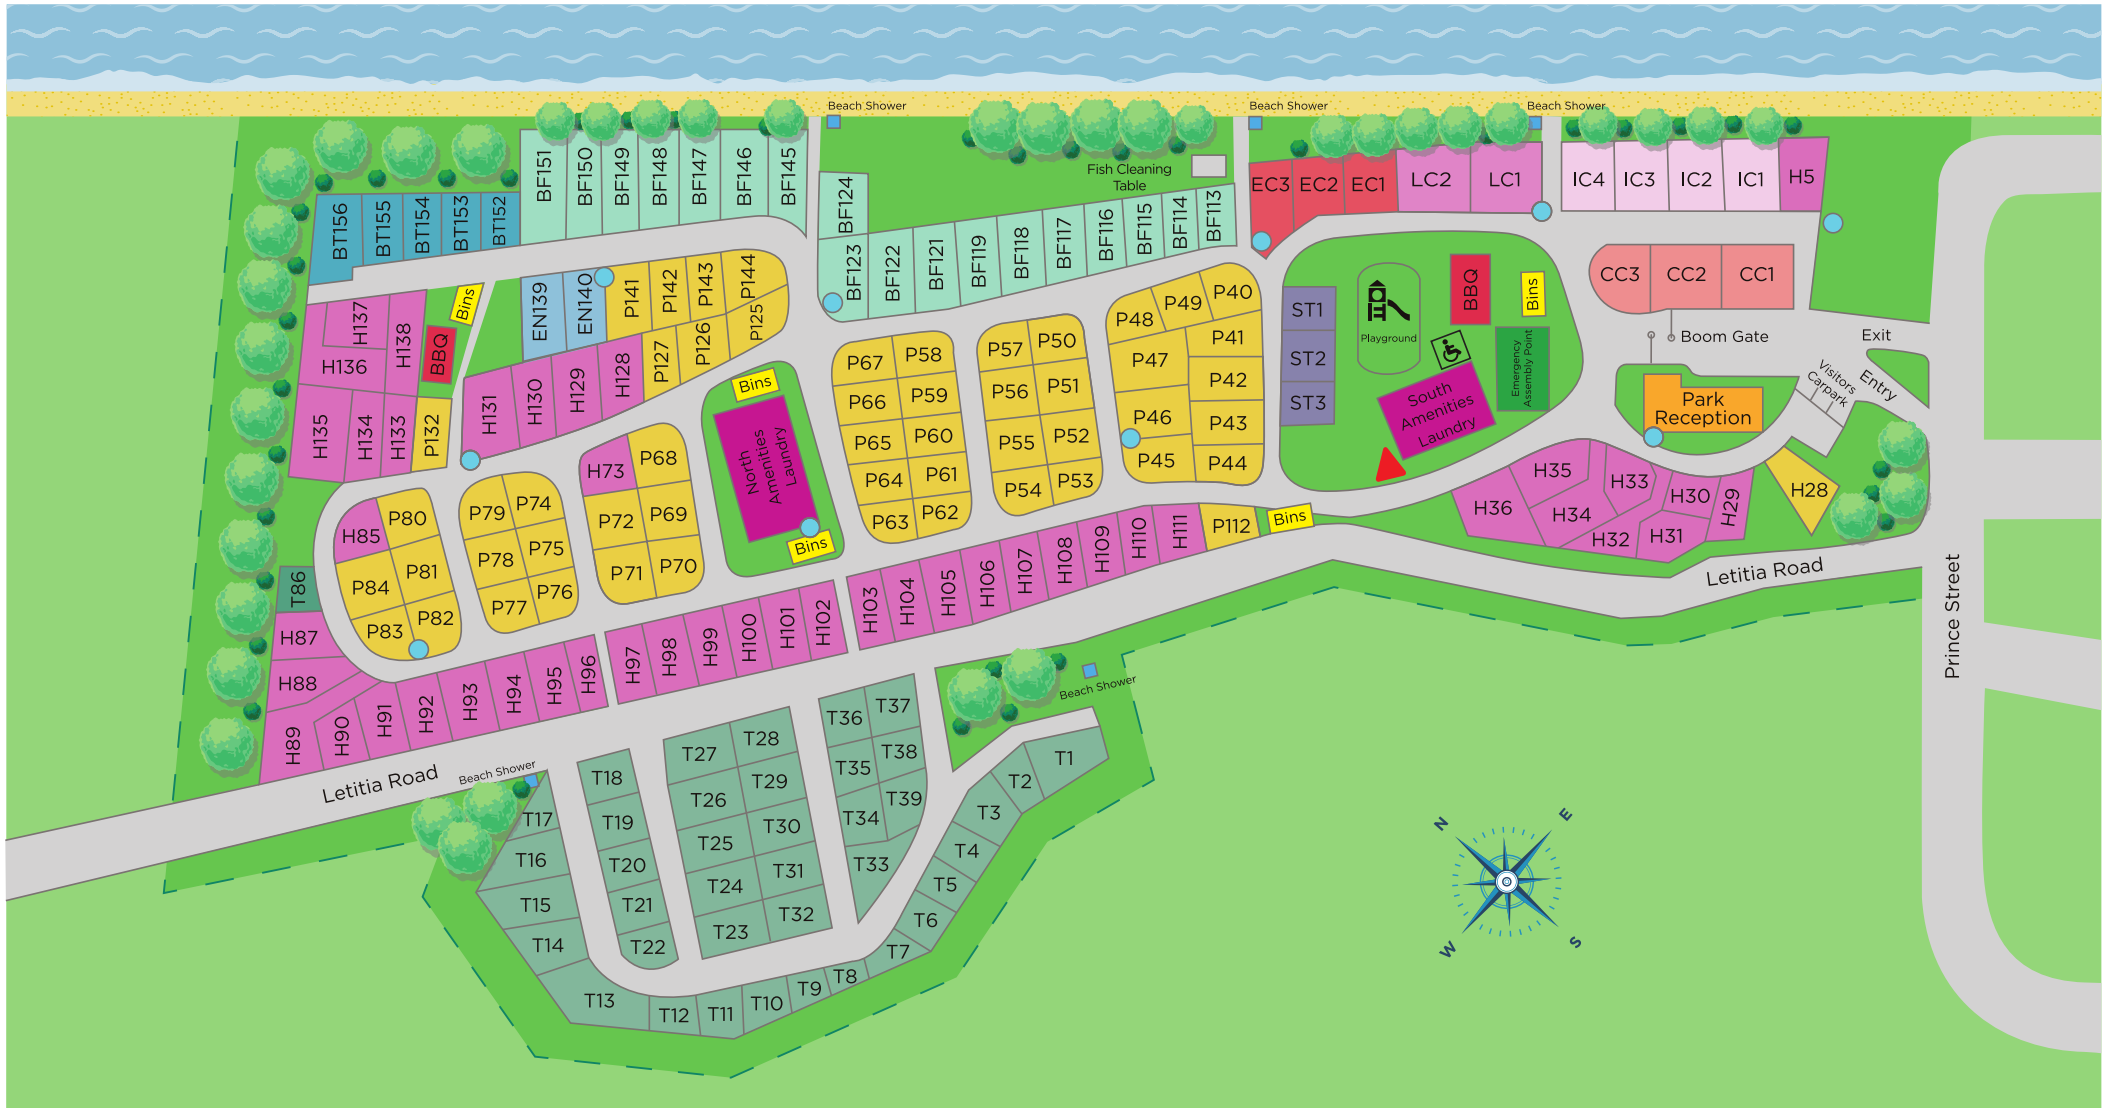 Beach Shower
Beach Shower
Beach Shower
Fish Cleaning
Table
BF151
BF150
BF149
BF148
BF147
BF146
BF145
BF124
BT156
BT155
BT154
BT153
BT152
BF123
BF122
BF121
BF119
BF118
BF117
BF116
BF115
BF114
BF113
EC3
EC2
EC1
LC2
LC1
IC4
IC3
IC2
IC1
H5
CC3
CC2
CC1
Boom Gate
Exit
Entry
Visitors
Carpark
Park
Reception
ST1
ST2
ST3
Playground
BBQ
Bins
Emergency
Assembly Point
South
Amenities
Laundry
H137
H136
H138
BBQ
Bins
H135
H134
H133
P132
EN139
EN140
P141
P142
P143
P144
P125
P126
P127
H128
H129
H130
H131
Bins
North
Amenities
Laundry
Bins
P67
P58
P66
P59
P65
P60
P64
P61
P63
P62
P57
P50
P56
P51
P55
P52
P54
P53
P48
P49
P40
P41
P47
P42
P46
P43
P45
P44
H73
P68
P72
P69
P71
P70
P79
P74
P78
P75
P77
P76
H85
P80
P84
P81
P83
P82
T86
H87
H88
H89
H90
H91
H92
H93
H94
H95
H96
H97
H98
H99
H100
H101
H102
H103
H104
H105
H106
H107
H108
H109
H110
H111
P112
Bins
H36
H35
H34
H33
H32
H31
H30
H29
H28
Letitia Road
Prince Street
Letitia Road
Beach Shower
Beach Shower
T17
T16
T15
T14
T13
T12
T11
T10
T9
T8
T7
T6
T5
T4
T3
T2
T1
T18
T19
T20
T21
T22
T27
T28
T26
T29
T25
T30
T24
T31
T23
T32
T36
T37
T35
T38
T34
T39
T33
N
E
W
S